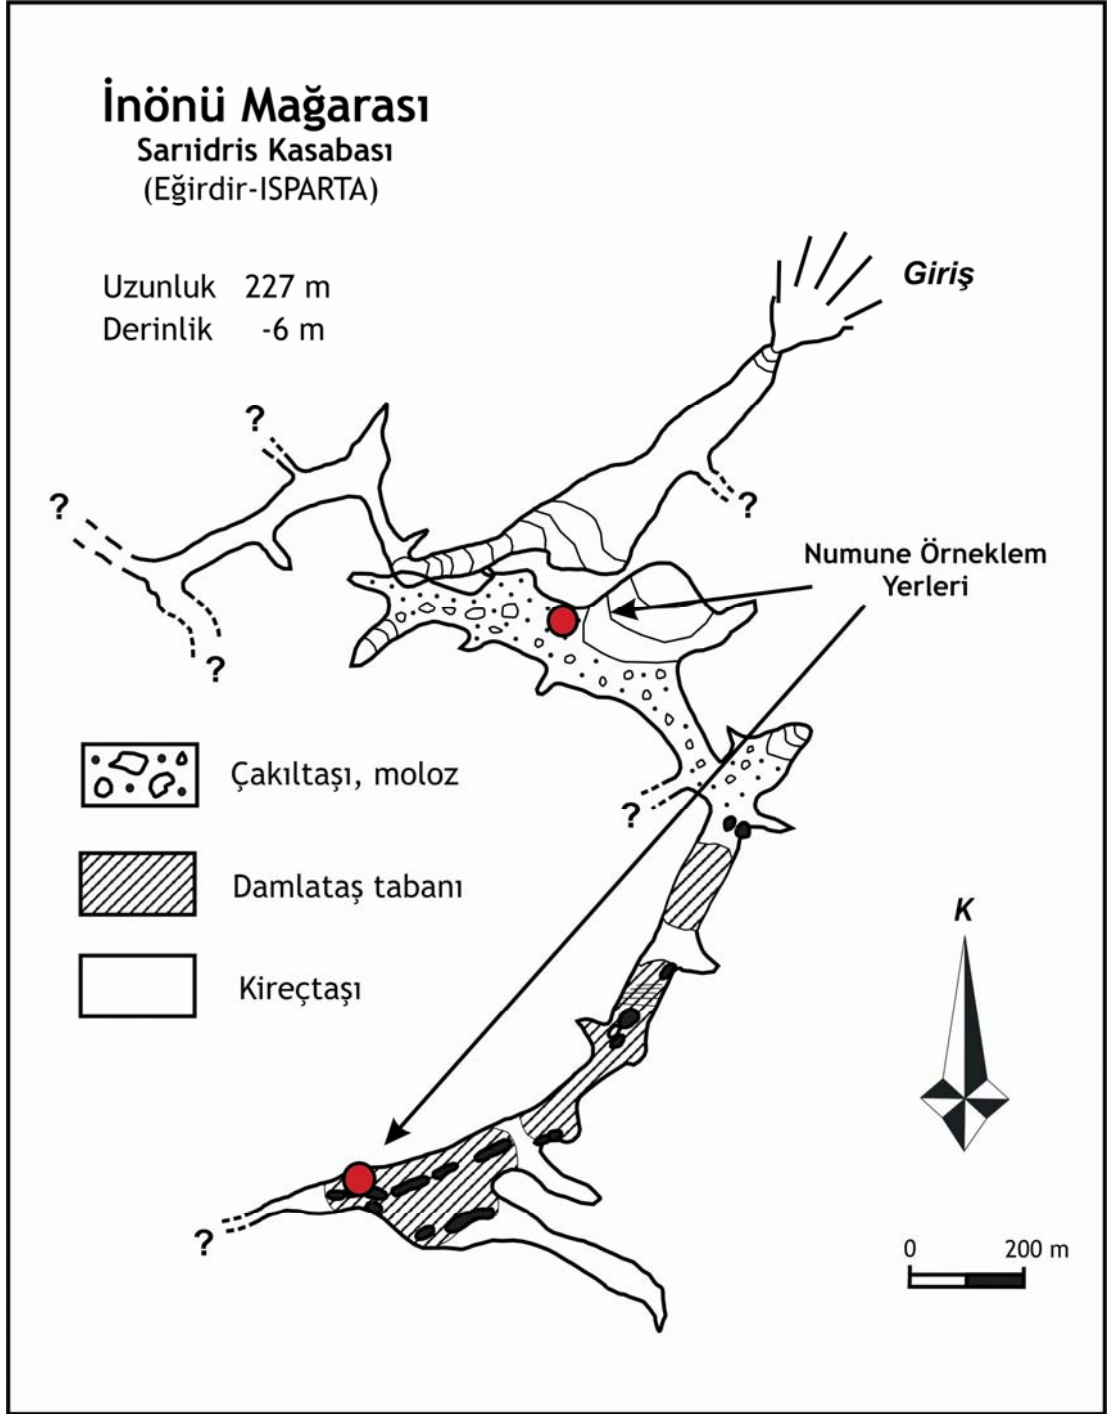 İnönü Mağarası
Sarıidris Kasabası
(Eğirdir-ISPARTA)
Uzunluk 227 m
Derinlik -6 m
Giriş
?
?
?
?
Numune Örneklem
Yerleri
?
Çakıltaşı, moloz
Damlataş tabanı
Kireçtaşı
K
?
0 200 m